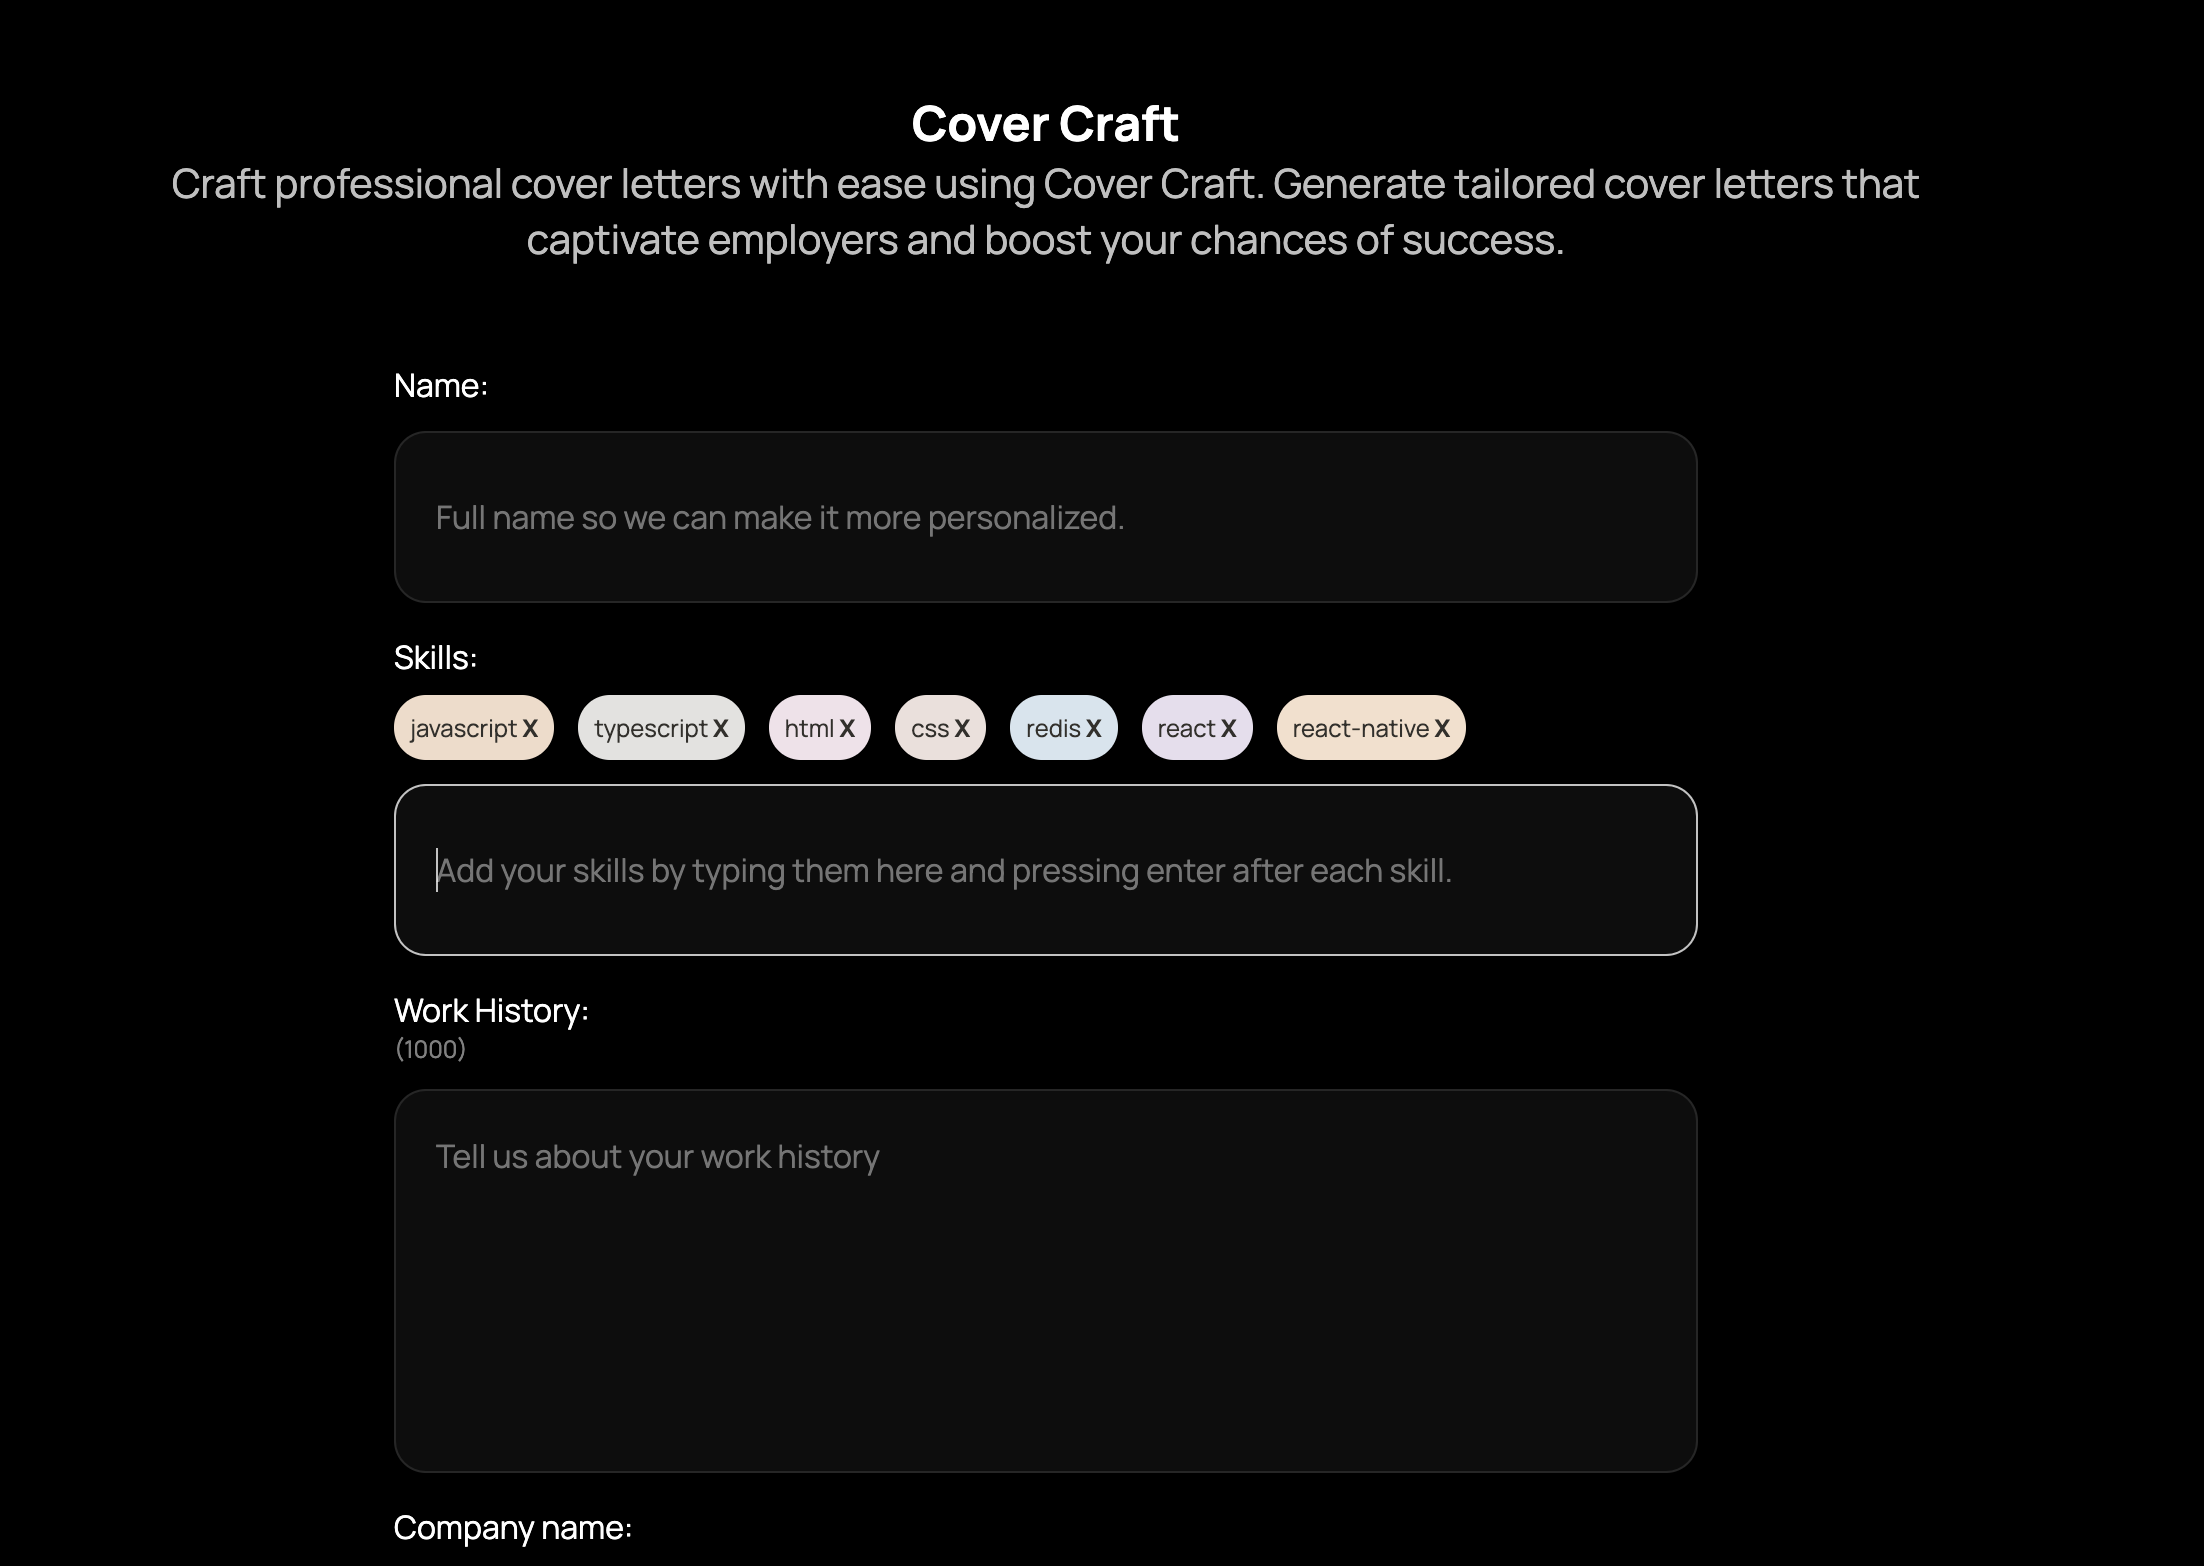 Cover Craft
Craft professional cover letters with ease using Cover Craft. Generate tailored cover letters that
captivate employers and boost your chances of success.
Name:
Full name so we can make it more personalized.
Skills:
javascript X typescript X html X css X redis X react X react-native X
Add your skills by typing them here and pressing enter after each skill.
Work History:
(1000)
Tell us about your work history
Company name: